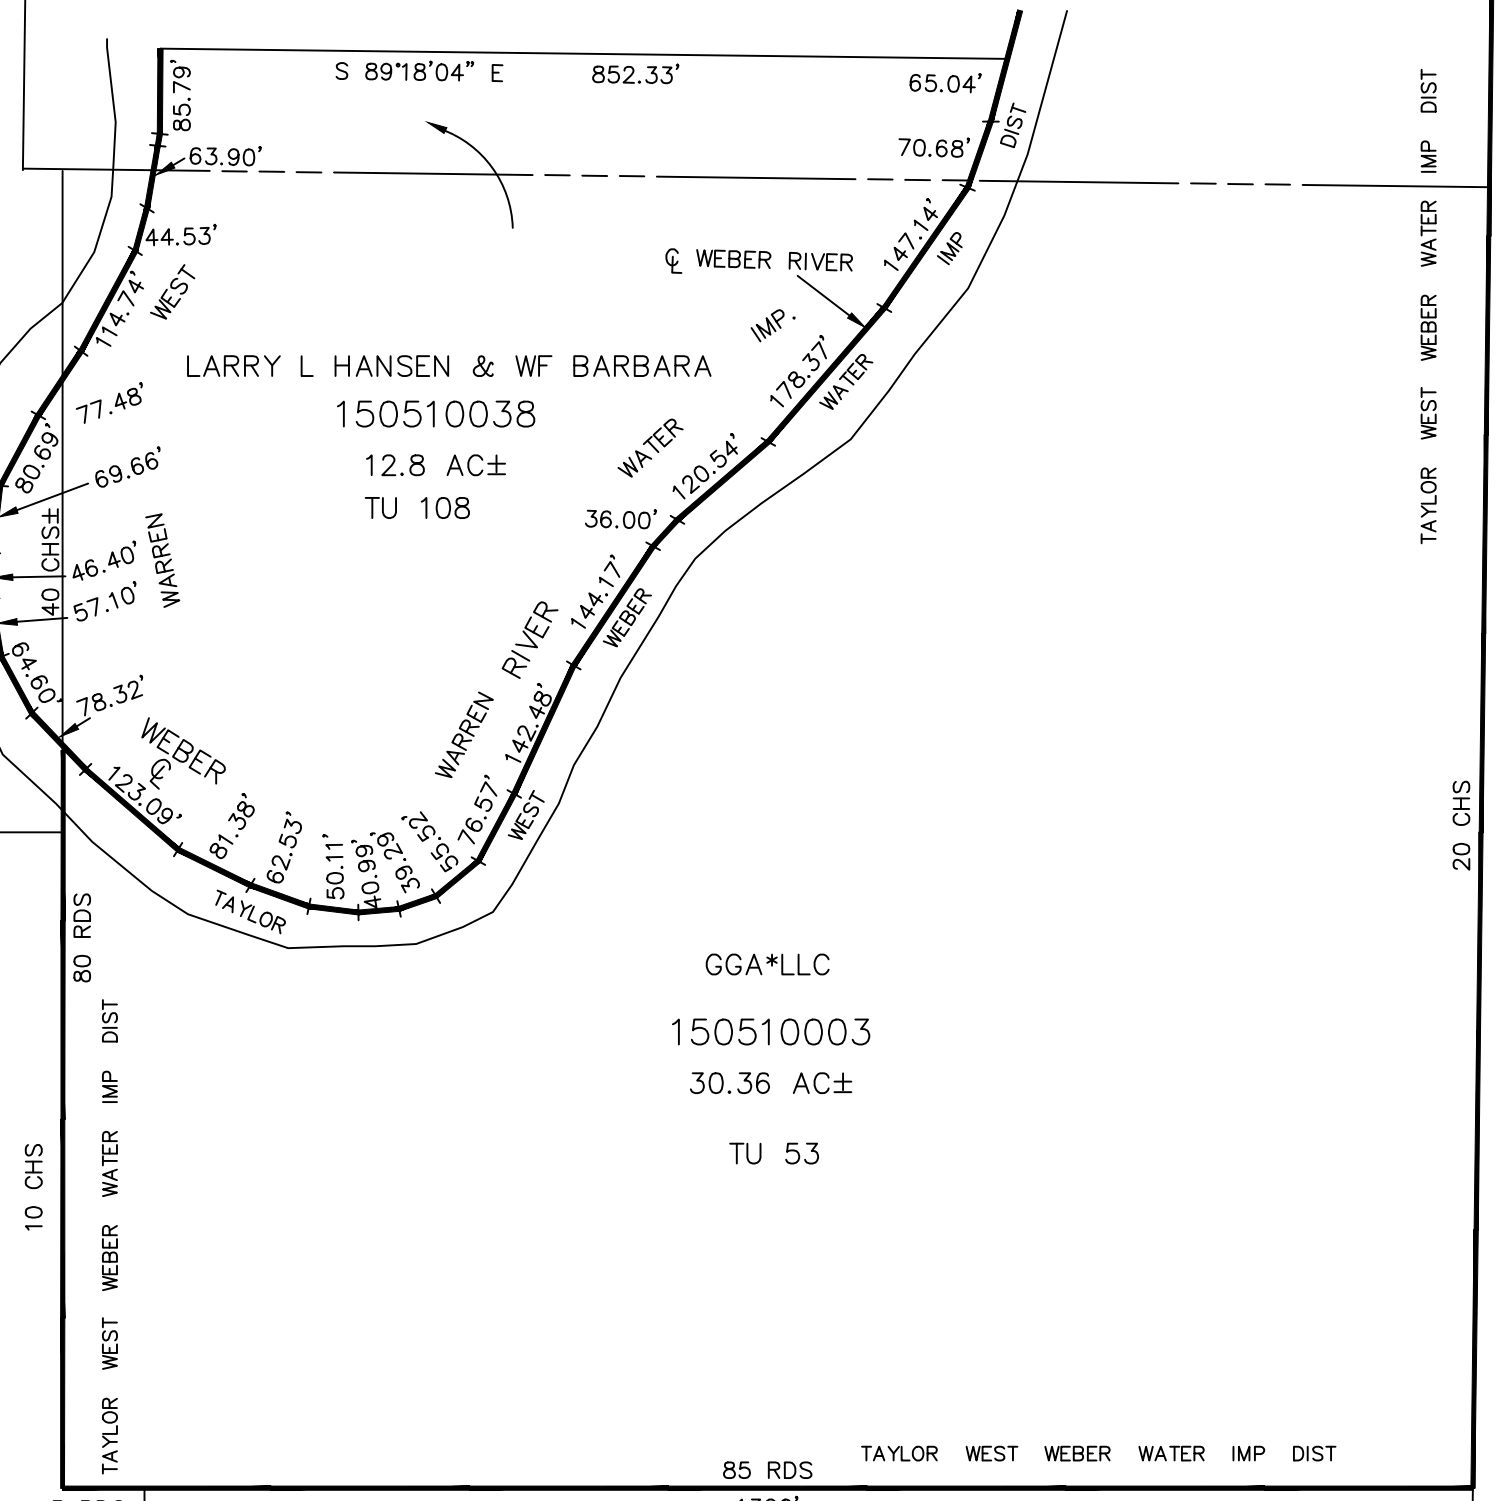 S 89°18'04" E 852.33'
65.04'
85.79'
DIST
70.68'
63.90'
44.53'
147.14'
IMP
℄ WEBER RIVER
114.74'
WEST
IMP.
178.37'
WATER
LARRY L HANSEN & WF BARBARA
150510038
12.8 AC±
TU 108
77.48'
80.69'
69.66'
WATER
120.54'
36.00'
40 CHS±
WARREN
46.40'
57.10'
144.17'
WEBER
64.60'
78.32'
WARREN RIVER
142.48'
WEBER
℄
123.09'
81.38'
62.53'
50.11'
40.99'
39.29'
55.52'
76.57'
WEST
TAYLOR
TAYLOR WEST WEBER WATER IMP DIST
20 CHS
80 RDS
GGA*LLC
150510003
30.36 AC±
TU 53
10 CHS
TAYLOR WEST WEBER WATER IMP DIST
TAYLOR WEST WEBER WATER IMP DIST
85 RDS